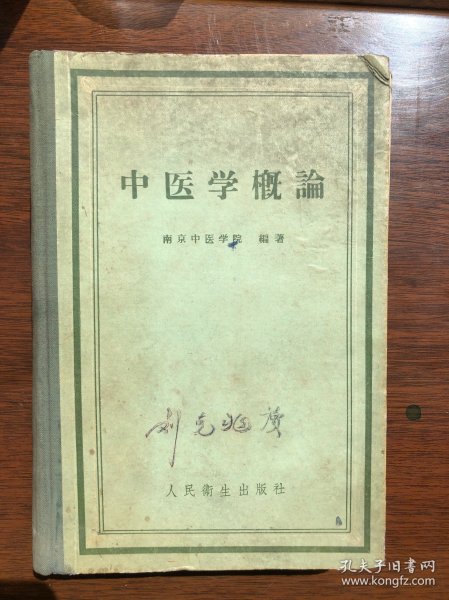 中医学概論
南京中医学院 編著
人民衛生出版社
孔夫子旧书网
www.kongfz.com